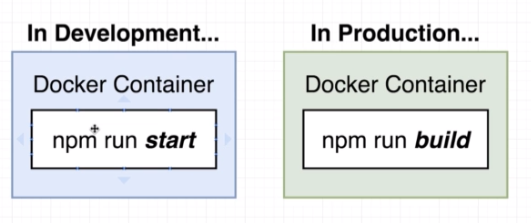 In Development...
Docker Container
npm run start
In Production...
Docker Container
npm run build